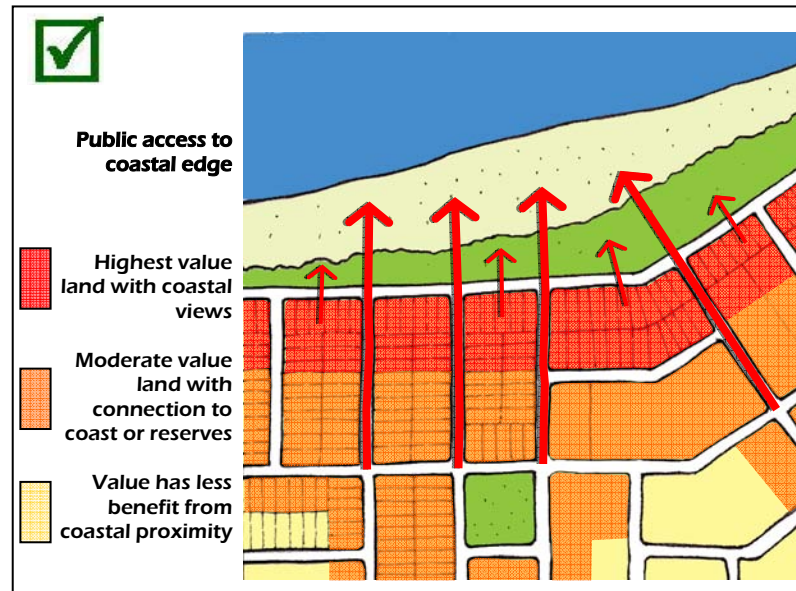 Public access to
coastal edge
Highest value
land with coastal
views
Moderate value
land with
connection to
coast or reserves
Value has less
benefit from
coastal proximity